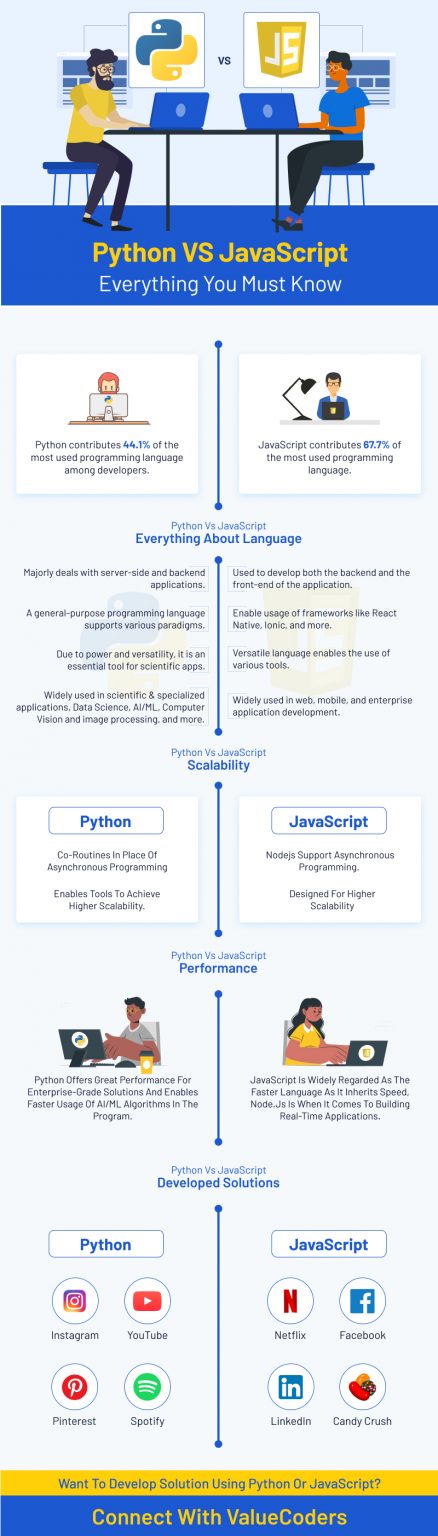 VS
JS
Python VS JavaScript
Everything You Must Know
Python contributes 44.1% of the
most used programming language
among developers.
JavaScript contributes 67.7% of
the most used programming
language.
Python Vs JavaScript
Everything About Language
Majorly deals with server-side and backend
applications.
Used to develop both the backend and the
front-end of the application.
A general-purpose programming language
supports various paradigms.
Enable usage of frameworks like React
Native, Ionic, and more.
Due to power and versatility, it is an
essential tool for scientific apps.
Versatile language enables the use of
various tools.
Widely used in scientific & specialized
applications, Data Science, AI/ML, Computer
Vision and image processing, and more.
Widely used in web, mobile, and enterprise
application development.
Python Vs JavaScript
Scalability
Python
Co-Routines In Place Of
Asynchronous Programming
Enables Tools To Achieve
Higher Scalability.
JavaScript
Nodejs Support Asynchronous
Programming.
Designed For Higher
Scalability
Python Vs JavaScript
Performance
Python Offers Great Performance For
Enterprise-Grade Solutions And Enables
Faster Usage Of AI/ML Algorithms In The
Program.
JavaScript Is Widely Regarded As The
Faster Language As It Inherits Speed,
Node.Js Is When It Comes To Building
Real-Time Applications.
Python Vs JavaScript
Developed Solutions
Python
Instagram
YouTube
Pinterest
Spotify
JavaScript
Netflix
Facebook
LinkedIn
Candy Crush
Want To Develop Solution Using Python Or JavaScript?
Connect With ValueCoders